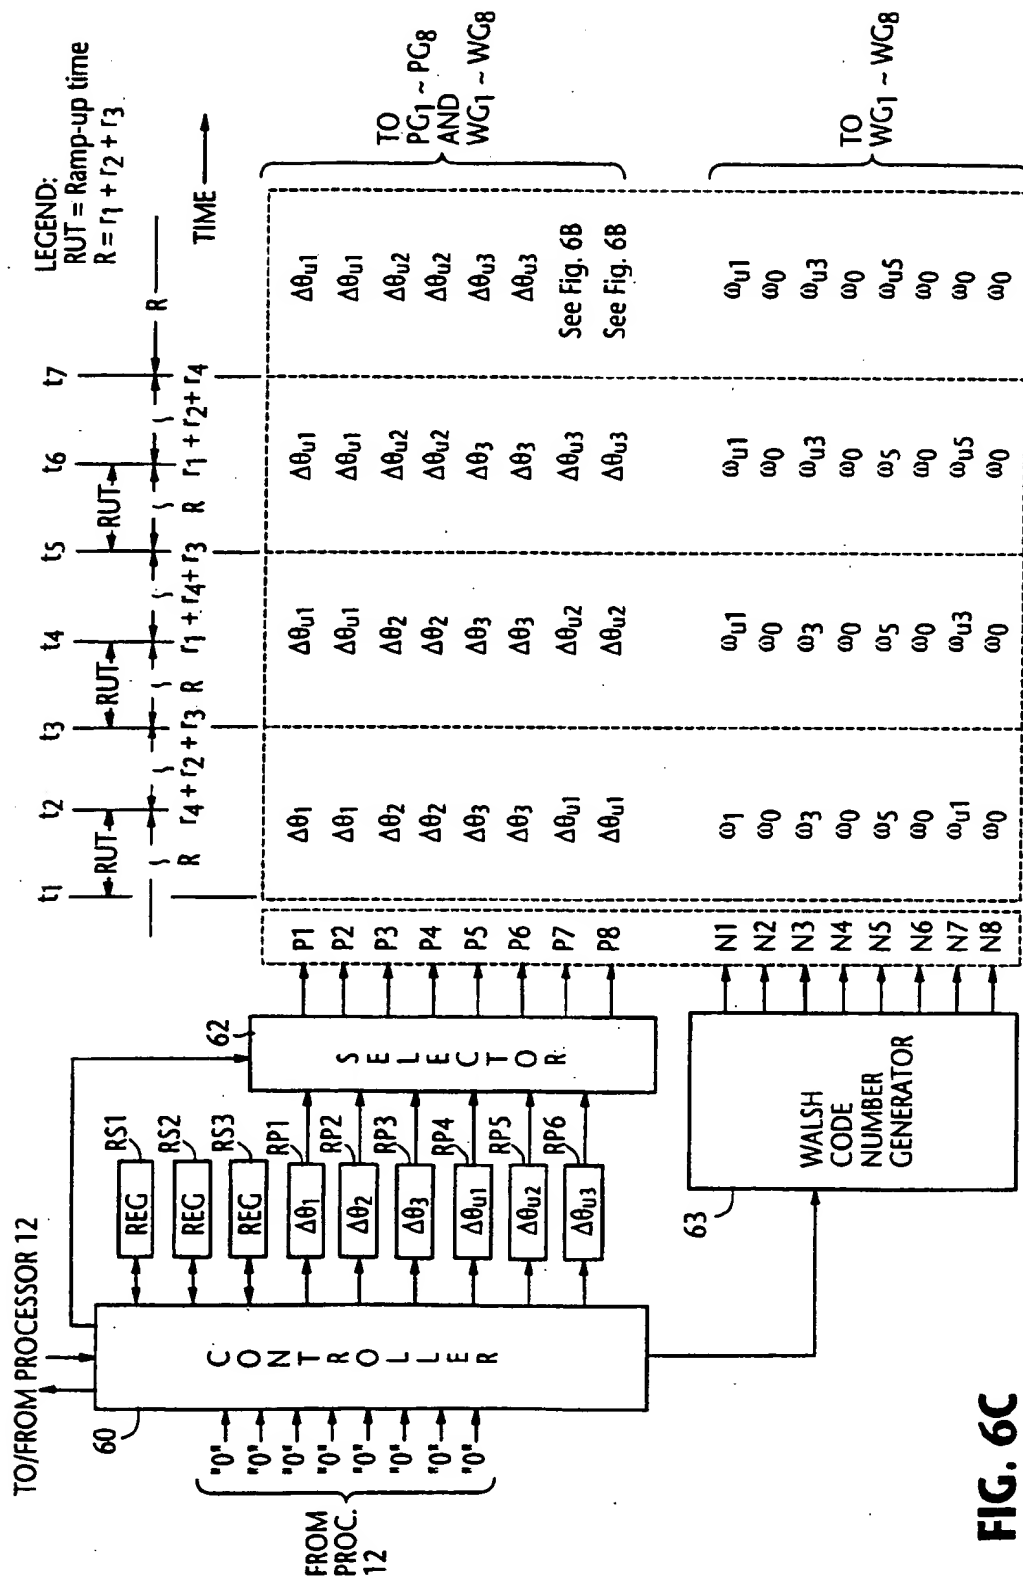 LEGEND:
RUT = Ramp-up time
R = r1 + r2 + r3
TIME
t1 t2 t3 t4 t5 t6 t7
RUT RUT RUT
R r4 + r2 + r3 R r1 + r4 + r3 R r1 + r2 + r4 R
TO/FROM PROCESSOR 12
60
CONTROLLER
FROM
PROC.
12
"0"
"0"
"0"
"0"
"0"
"0"
"0"
"0"
REG RS1
REG RS2
REG RS3
Δθ1 RP1
Δθ2 RP2
Δθ3 RP3
Δθu1 RP4
Δθu2 RP5
Δθu3 RP6
62
SELECTOR
P1 Δθ1 Δθu1 Δθu1 Δθu1
P2 Δθ1 Δθu1 Δθu1 Δθu1
P3 Δθ2 Δθ2 Δθu2 Δθu2
P4 Δθ2 Δθ2 Δθu2 Δθu2
P5 Δθ3 Δθ3 Δθ3 Δθu3
P6 Δθ3 Δθ3 Δθ3 Δθu3
P7 Δθu1 Δθu2 Δθu3 See Fig. 6B
P8 Δθu1 Δθu2 Δθu3 See Fig. 6B
TO
PG1 ~ PG8
AND
WG1 ~ WG8
63
WALSH
CODE
NUMBER
GENERATOR
N1 ω1 ωu1 ωu1 ωu1
N2 ω0 ω0 ω0 ω0
N3 ω3 ω3 ωu3 ωu3
N4 ω0 ω0 ω0 ω0
N5 ω5 ω5 ω5 ωu5
N6 ω0 ω0 ω0 ω0
N7 ωu1 ωu3 ωu5 ω0
N8 ω0 ω0 ω0 ω0
TO
WG1 ~ WG8
FIG. 6C